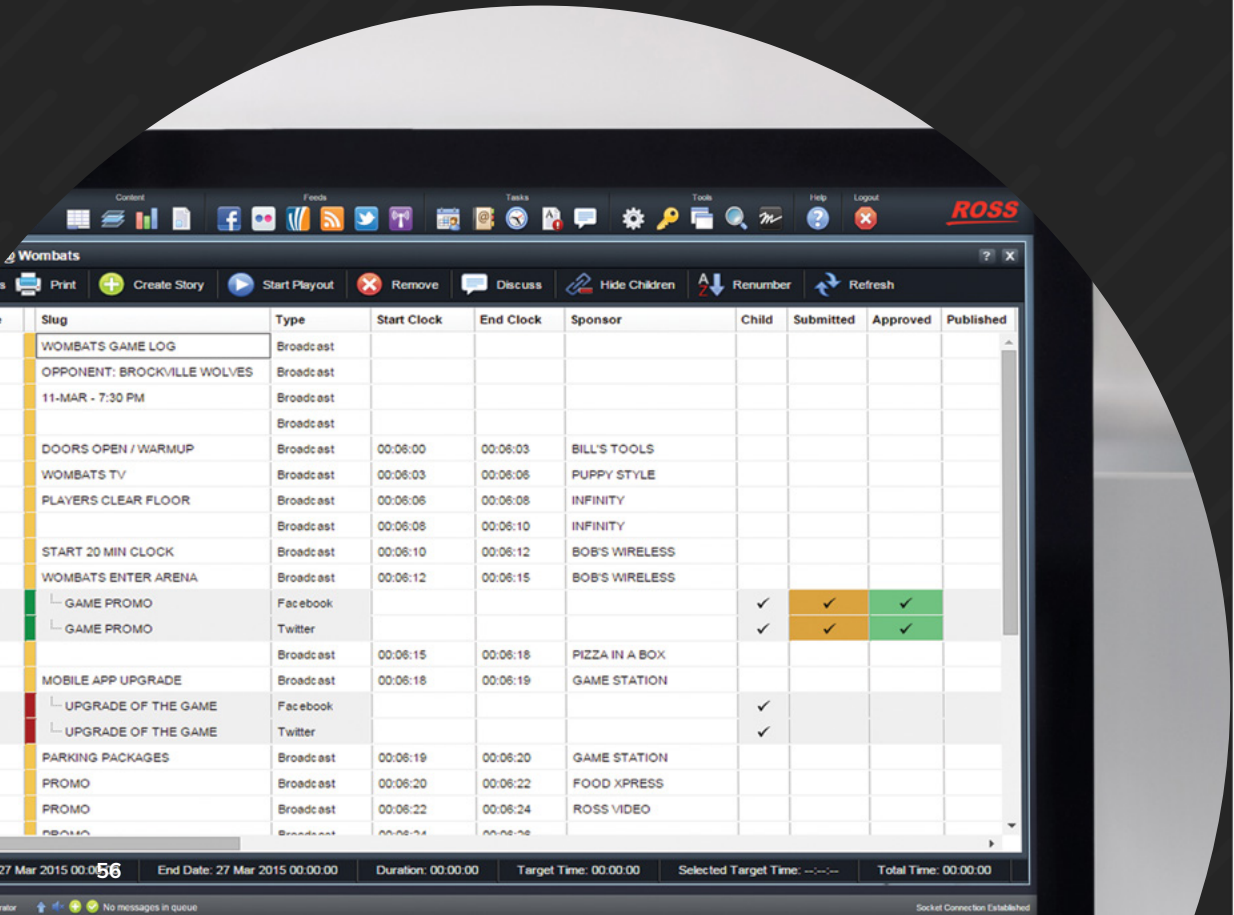 Content Feeds Tasks Tools Help Logout
ROSS
Wombats ? X
s Print Create Story Start Playout Remove Discuss Hide Children Renumber Refresh
Slug Type Start Clock End Clock Sponsor Child Submitted Approved Published
WOMBATS GAME LOG Broadcast
OPPONENT: BROCKVILLE WOLVES Broadcast
11-MAR - 7:30 PM Broadcast
Broadcast
DOORS OPEN / WARMUP Broadcast 00:06:00 00:06:03 BILL'S TOOLS
WOMBATS TV Broadcast 00:06:03 00:06:06 PUPPY STYLE
PLAYERS CLEAR FLOOR Broadcast 00:06:06 00:06:08 INFINITY
Broadcast 00:06:08 00:06:10 INFINITY
START 20 MIN CLOCK Broadcast 00:06:10 00:06:12 BOB'S WIRELESS
WOMBATS ENTER ARENA Broadcast 00:06:12 00:06:15 BOB'S WIRELESS
GAME PROMO Facebook ✓ ✓ ✓
GAME PROMO Twitter ✓ ✓ ✓
Broadcast 00:06:15 00:06:18 PIZZA IN A BOX
MOBILE APP UPGRADE Broadcast 00:06:18 00:06:19 GAME STATION
UPGRADE OF THE GAME Facebook ✓
UPGRADE OF THE GAME Twitter ✓
PARKING PACKAGES Broadcast 00:06:19 00:06:20 GAME STATION
PROMO Broadcast 00:06:20 00:06:22 FOOD XPRESS
PROMO Broadcast 00:06:22 00:06:24 ROSS VIDEO
PROMO Broadcast 00:06:24 00:06:26
27 Mar 2015 56 End Date: 27 Mar 2015 00:00:00 Duration: 00:00:00 Target Time: 00:00:00 Selected Target Time: --:--:-- Total Time: 00:00:00
rator No messages in queue Socket Connection Established